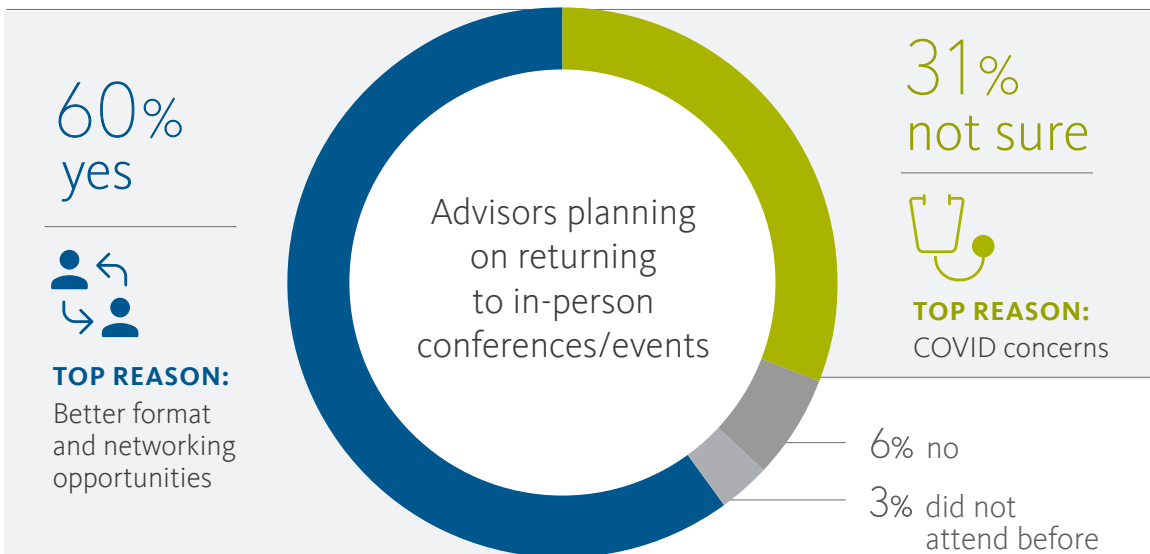 60%
yes
TOP REASON:
Better format
and networking
opportunities
Advisors planning
on returning
to in-person
conferences/events
31%
not sure
TOP REASON:
COVID concerns
6% no
3% did not
attend before